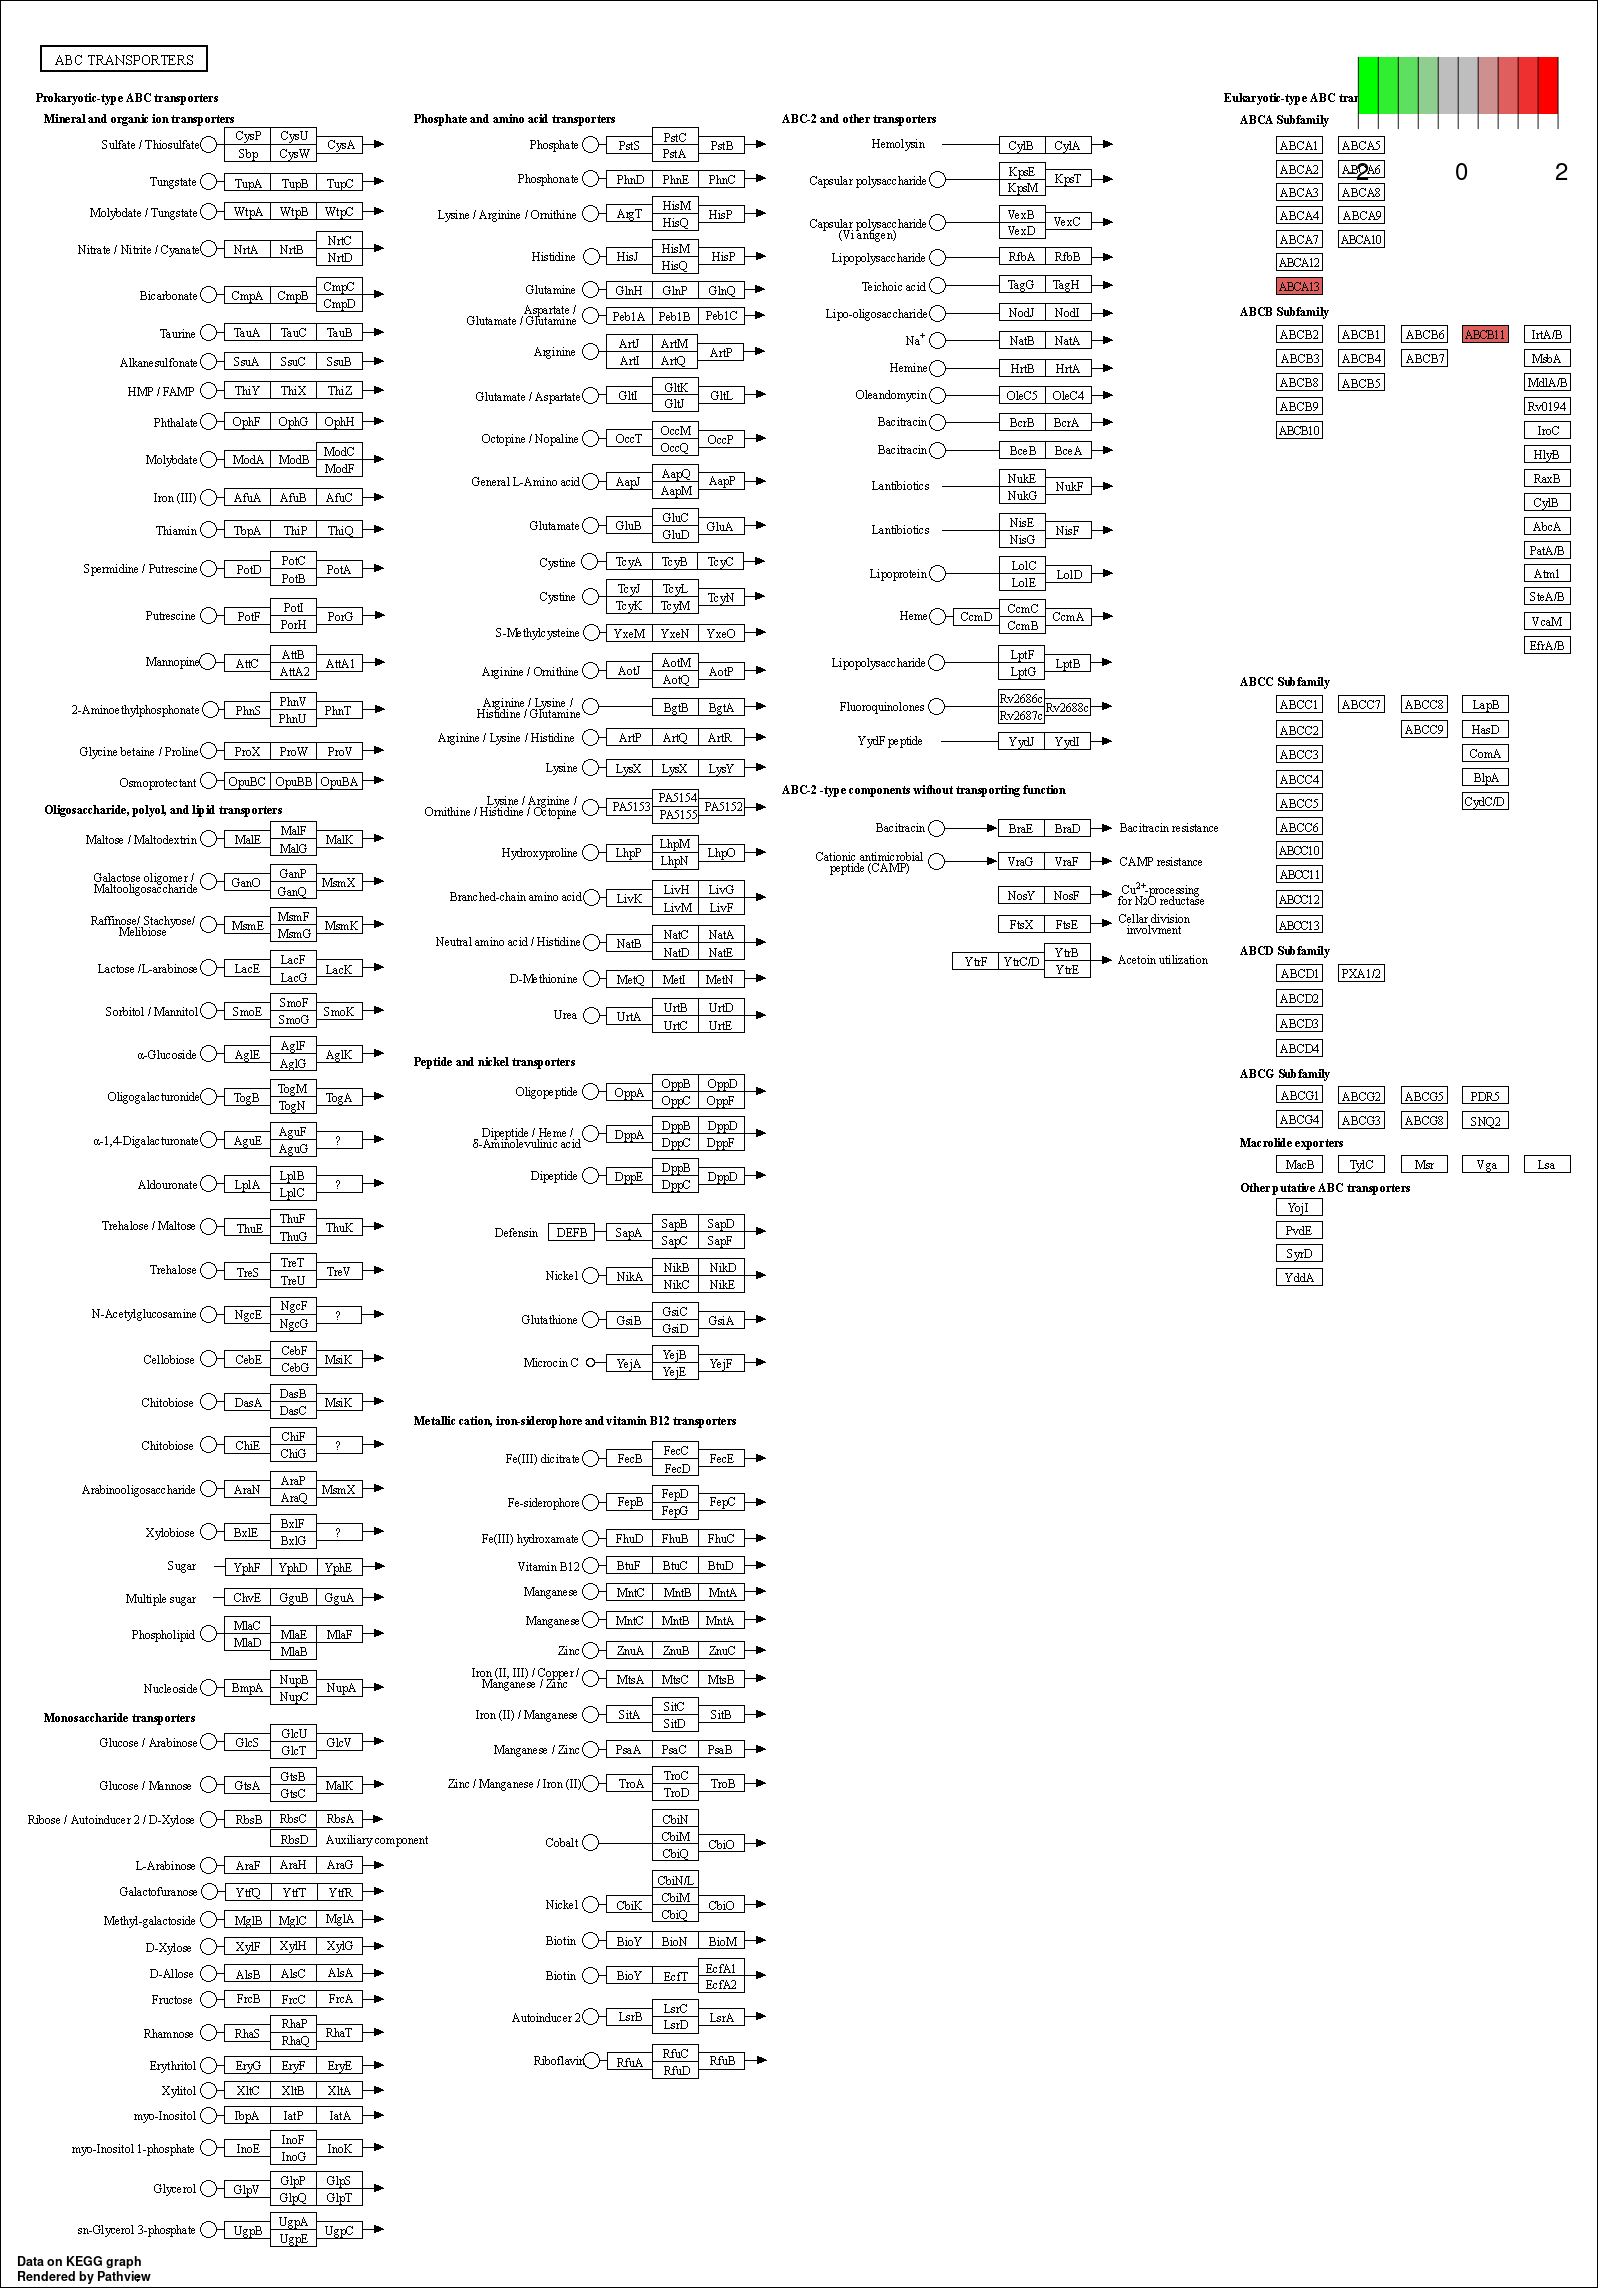 ABC TRANSPORTERS
Prokaryotic-type ABC transporters
Mineral and organic ion transporters
Sulfate / Thiosulfate CysP CysU CysA
Sbp CysW
Tungstate TupA TupB TupC
Molybdate / Tungstate WtpA WtpB WtpC
Nitrate / Nitrite / Cyanate NrtA NrtB NrtC
NrtD
Bicarbonate CmpA CmpB CmpC
CmpD
Taurine TauA TauC TauB
Alkanesulfonate SsuA SsuC SsuB
HMP / FAMP ThiY ThiX ThiZ
Phthalate OphF OphG OphH
Molybdate ModA ModB ModC
ModF
Iron (III) AfuA AfuB AfuC
Thiamin TbpA ThiP ThiQ
Spermidine / Putrescine PotD PotC PotA
PotB
Putrescine PotF PotI PorG
PorH
Mannopine AttC AttB AttA1
AttA2
2-Aminoethylphosphonate PhnS PhnV PhnT
PhnU
Glycine betaine / Proline ProX ProW ProV
Osmoprotectant OpuBC OpuBB OpuBA
Oligosaccharide, polyol, and lipid transporters
Maltose / Maltodextrin MalE MalF MalK
MalG
Galactose oligomer /
Maltooligosaccharide GanO GanP MsmX
GanQ
Raffinose/ Stachyose/
Melibiose MsmE MsmF MsmK
MsmG
Lactose /L-arabinose LacE LacF LacK
LacG
Sorbitol / Mannitol SmoE SmoF SmoK
SmoG
α-Glucoside AglE AglF AglK
AglG
Oligogalacturonide TogB TogM TogA
TogN
α-1,4-Digalacturonate AguE AguF ?
AguG
Aldouronate LplA LplB ?
LplC
Trehalose / Maltose ThuE ThuF ThuK
ThuG
Trehalose TreS TreT TreV
TreU
N-Acetylglucosamine NgcE NgcF ?
NgcG
Cellobiose CebE CebF MsiK
CebG
Chitobiose DasA DasB MsiK
DasC
Chitobiose ChiE ChiF ?
ChiG
Arabinooligosaccharide AraN AraP MsmX
AraQ
Xylobiose BxlE BxlF ?
BxlG
Sugar YphF YphD YphE
Multiple sugar ChvE GguB GguA
Phospholipid MlaC MlaE MlaF
MlaD MlaB
Nucleoside BmpA NupB NupA
NupC
Monosaccharide transporters
Glucose / Arabinose GlcS GlcU GlcV
GlcT
Glucose / Mannose GtsA GtsB MalK
GtsC
Ribose / Autoinducer 2 / D-Xylose RbsB RbsC RbsA
RbsD Auxiliary component
L-Arabinose AraF AraH AraG
Galactofuranose YtfQ YtfT YtfR
Methyl-galactoside MglB MglC MglA
D-Xylose XylF XylH XylG
D-Allose AlsB AlsC AlsA
Fructose FrcB FrcC FrcA
Rhamnose RhaS RhaP RhaT
RhaQ
Erythritol EryG EryF EryE
Xylitol XltC XltB XltA
myo-Inositol IbpA IatP IatA
myo-Inositol 1-phosphate InoE InoF InoK
InoG
Glycerol GlpV GlpP GlpS
GlpQ GlpT
sn-Glycerol 3-phosphate UgpB UgpA UgpC
UgpE
Phosphate and amino acid transporters
Phosphate PstS PstC PstB
PstA
Phosphonate PhnD PhnE PhnC
Lysine / Arginine / Ornithine ArgT HisM HisP
HisQ
Histidine HisJ HisM HisP
HisQ
Glutamine GlnH GlnP GlnQ
Aspartate /
Glutamate / Glutamine Peb1A Peb1B Peb1C
Arginine ArtJ ArtM ArtP
ArtI ArtQ
Glutamate / Aspartate GltI GltK GltL
GltJ
Octopine / Nopaline OccT OccM OccP
OccQ
General L-Amino acid AapJ AapQ AapP
AapM
Glutamate GluB GluC GluA
GluD
Cystine TcyA TcyB TcyC
Cystine TcyJ TcyL TcyN
TcyK TcyM
S-Methylcysteine YxeM YxeN YxeO
Arginine / Ornithine AotJ AotM AotP
AotQ
Arginine / Lysine /
Histidine / Glutamine BgtB BgtA
Arginine / Lysine / Histidine ArtP ArtQ ArtR
Lysine LysX LysX LysY
Lysine / Arginine /
Ornithine / Histidine / Octopine PA5153 PA5154 PA5152
PA5155
Hydroxyproline LhpP LhpM LhpO
LhpN
Branched-chain amino acid LivK LivH LivG
LivM LivF
Neutral amino acid / Histidine NatB NatC NatA
NatD NatE
D-Methionine MetQ MetI MetN
Urea UrtA UrtB UrtD
UrtC UrtE
Peptide and nickel transporters
Oligopeptide OppA OppB OppD
OppC OppF
Dipeptide / Heme /
δ-Aminolevulinic acid DppA DppB DppD
DppC DppF
Dipeptide DppE DppB DppD
DppC
Defensin DEFB SapA SapB SapD
SapC SapF
Nickel NikA NikB NikD
NikC NikE
Glutathione GsiB GsiC GsiA
GsiD
Microcin C YejA YejB YejF
YejE
Metallic cation, iron-siderophore and vitamin B12 transporters
Fe(III) dicitrate FecB FecC FecE
FecD
Fe-siderophore FepB FepD FepC
FepG
Fe(III) hydroxamate FhuD FhuB FhuC
Vitamin B12 BtuF BtuC BtuD
Manganese MntC MntB MntA
Manganese MntC MntB MntA
Zinc ZnuA ZnuB ZnuC
Iron (II, III) / Copper /
Manganese / Zinc MtsA MtsC MtsB
Iron (II) / Manganese SitA SitC SitB
SitD
Manganese / Zinc PsaA PsaC PsaB
Zinc / Manganese / Iron (II) TroA TroC TroB
TroD
Cobalt CbiN
CbiM CbiO
CbiQ
Nickel CbiN/L
CbiK CbiM CbiO
CbiQ
Biotin BioY BioN BioM
Biotin BioY EcfT EcfA1
EcfA2
Autoinducer 2 LsrB LsrC LsrA
LsrD
Riboflavin RfuA RfuC RfuB
RfuD
ABC-2 and other transporters
Hemolysin CylB CylA
Capsular polysaccharide KpsE KpsT
KpsM
Capsular polysaccharide
(Vi antigen) VexB VexC
VexD
Lipopolysaccharide RfbA RfbB
Teichoic acid TagG TagH
Lipo-oligosaccharide NodJ NodI
Na+ NatB NatA
Hemine HrtB HrtA
Oleandomycin OleC5 OleC4
Bacitracin BcrB BcrA
Bacitracin BceB BceA
Lantibiotics NukE NukF
NukG
Lantibiotics NisE NisF
NisG
Lipoprotein LolC LolD
LolE
Heme CcmD CcmC CcmA
CcmB
Lipopolysaccharide LptF LptB
LptG
Fluoroquinolones Rv2686c Rv2688c
Rv2687c
YydF peptide YydJ YydI
ABC-2 -type components without transporting function
Bacitracin BraE BraD Bacitracin resistance
Cationic antimicrobial
peptide (CAMP) VraG VraF CAMP resistance
NosY NosF Cu2+-processing
for N2O reductase
FtsX FtsE Cellar division
involvment
YtrF YtrC/D YtrB Acetoin utilization
YtrE
Eukaryotic-type ABC tran
ABCA Subfamily
ABCA1 ABCA5
ABCA2 ABCA6
ABCA3 ABCA8
ABCA4 ABCA9
ABCA7 ABCA10
ABCA12
ABCA13
-2 0 2
ABCB Subfamily
ABCB2 ABCB1 ABCB6 ABCB11 IrtA/B
ABCB3 ABCB4 ABCB7 MsbA
ABCB8 ABCB5 MdlA/B
ABCB9 Rv0194
ABCB10 IroC
HlyB
RaxB
CylB
AbcA
PatA/B
Atm1
SteA/B
VcaM
EfrA/B
ABCC Subfamily
ABCC1 ABCC7 ABCC8 LapB
ABCC2 ABCC9 HasD
ABCC3 ComA
ABCC4 BlpA
ABCC5 CydC/D
ABCC6
ABCC10
ABCC11
ABCC12
ABCC13
ABCD Subfamily
ABCD1 PXA1/2
ABCD2
ABCD3
ABCD4
ABCG Subfamily
ABCG1 ABCG2 ABCG5 PDR5
ABCG4 ABCG3 ABCG8 SNQ2
Macrolide exporters
MacB TylC Msr Vga Lsa
Other putative ABC transporters
YojI
PvdE
SyrD
YddA
Data on KEGG graph
Rendered by Pathview